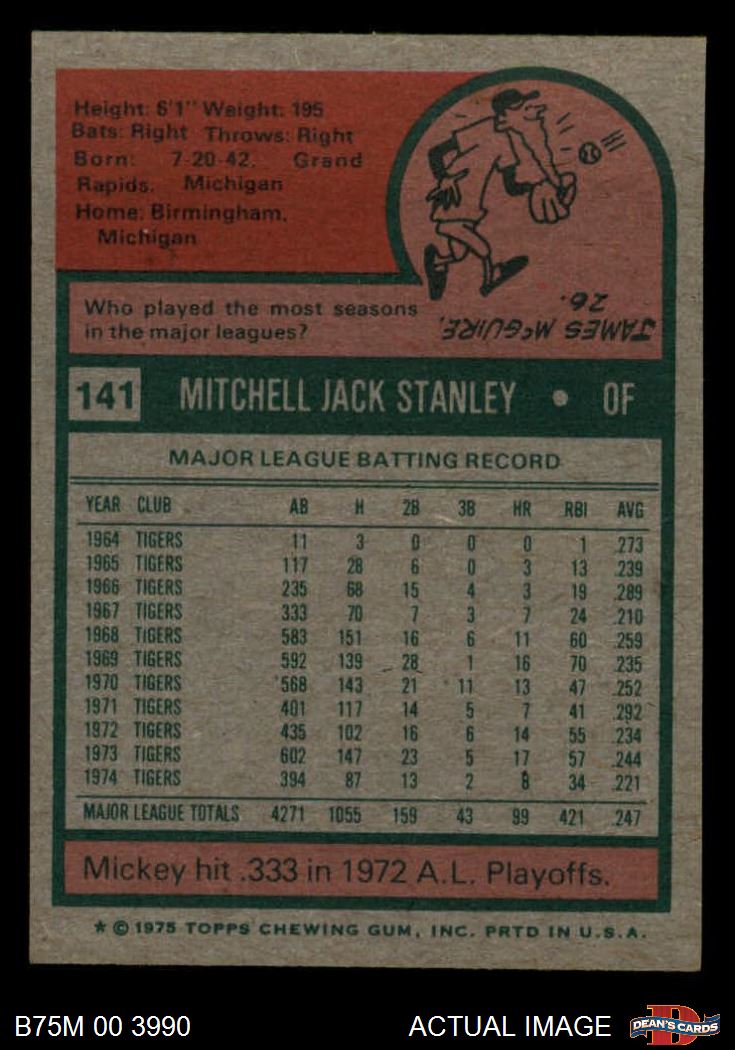 Height: 6'1" Weight: 195
Bats: Right Throws: Right
Born: 7-20-42. Grand
Rapids. Michigan
Home: Birmingham,
Michigan
Who played the most seasons
in the major leagues?
JAMES McGUIRE,
26.
141 MITCHELL JACK STANLEY • OF
MAJOR LEAGUE BATTING RECORD
YEAR CLUB AB H 2B 3B HR RBI AVG
1964 TIGERS 11 3 0 0 0 1 .273
1965 TIGERS 117 28 6 0 3 13 .239
1966 TIGERS 235 68 15 4 3 19 .289
1967 TIGERS 333 70 7 3 7 24 .210
1968 TIGERS 583 151 16 6 11 60 .259
1969 TIGERS 592 139 28 1 16 70 .235
1970 TIGERS 568 143 21 11 13 47 .252
1971 TIGERS 401 117 14 5 7 41 .292
1972 TIGERS 435 102 16 6 14 55 .234
1973 TIGERS 602 147 23 5 17 57 .244
1974 TIGERS 394 87 13 2 8 34 .221
MAJOR LEAGUE TOTALS 4271 1055 159 43 99 421 .247
Mickey hit .333 in 1972 A.L. Playoffs.
* © 1975 TOPPS CHEWING GUM, INC. PRTD IN U.S.A.
B75M 00 3990 ACTUAL IMAGE
D
DEAN'S CARDS